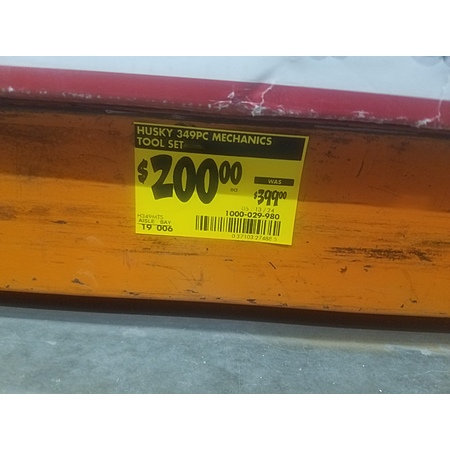 HUSKY 349PC MECHANICS
TOOL SET
$200.00
WAS
$399.00
1000-029-980
AISLE BAY
19 006